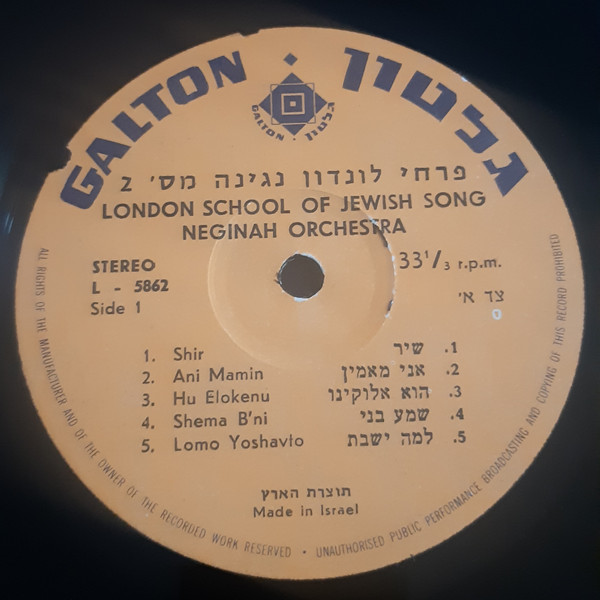 GALTON · גלטון
GALTON · גלטון
פרחי לונדון נגינה מס׳ 2
LONDON SCHOOL OF JEWISH SONG
NEGINAH ORCHESTRA
STEREO
33 1/3 r.p.m.
L - 5862
Side 1
צד א׳
1. Shir
שיר .1
2. Ani Mamin
אני מאמין .2
3. Hu Elokenu
הוא אלוקינו .3
4. Shema B'ni
שמע בני .4
5. Lomo Yoshavto
למה ישבת .5
תוצרת הארץ
Made in Israel
ALL RIGHTS OF THE MANUFACTURER AND OF THE OWNER OF THE RECORDED WORK RESERVED · UNAUTHORISED PUBLIC PERFORMANCE BROADCASTING AND COPYING OF THIS RECORD PROHIBITED